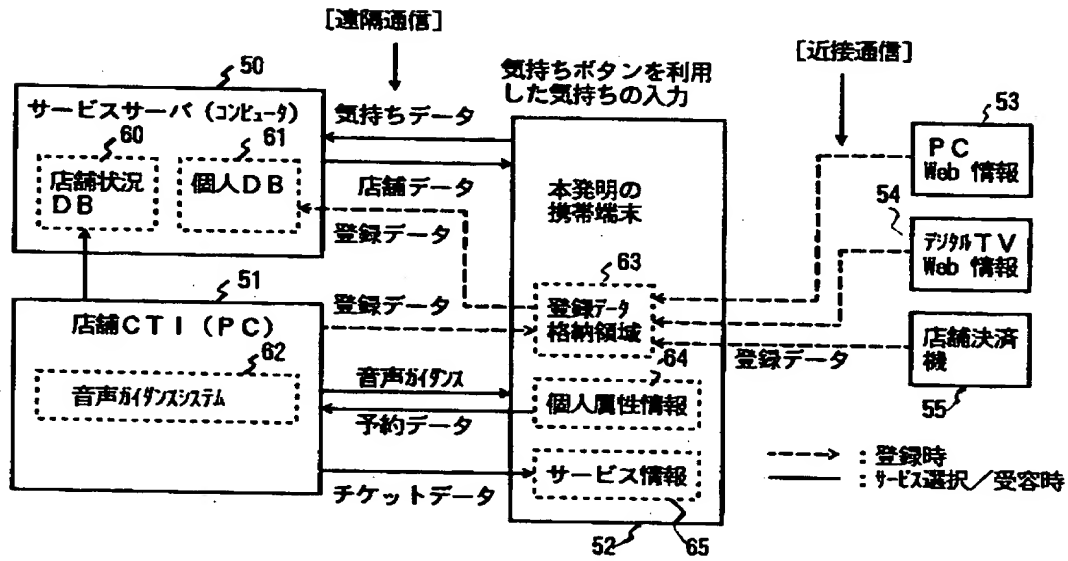 ［遠隔通信］
［近接通信］
50
サービスサーバ（コンピュータ）
60
61
店舗状況
ＤＢ
個人ＤＢ
気持ちデータ
店舗データ
登録データ
気持ちボタンを利用
した気持ちの入力
本発明の
携帯端末
63
登録データ
格納領域
64
個人属性情報
サービス情報
52
65
51
店舗ＣＴＩ（ＰＣ）
62
音声ガイダンスシステム
登録データ
音声ガイダンス
予約データ
チケットデータ
53
ＰＣ
Web 情報
54
デジタルＴＶ
Web 情報
店舗決済
機
55
登録データ
：登録時
：サービス選択／受容時